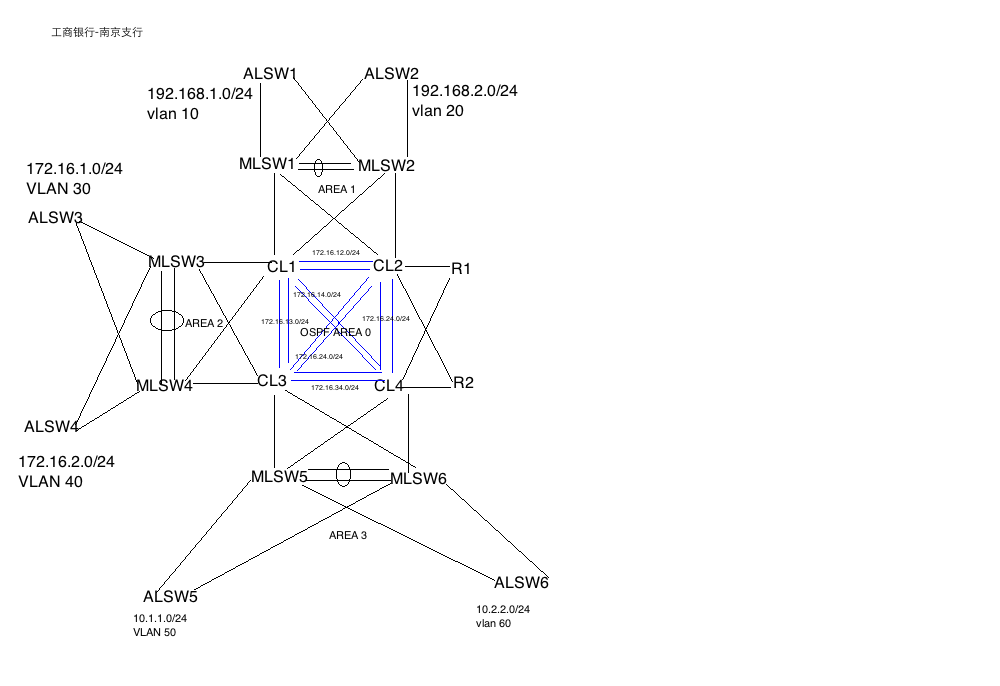 工商银行-南京支行
ALSW1
ALSW2
192.168.1.0/24
vlan 10
192.168.2.0/24
vlan 20
MLSW1
MLSW2
172.16.1.0/24
VLAN 30
AREA 1
ALSW3
172.16.12.0/24
MLSW3
CL1
CL2
R1
172.16.14.0/24
172.16.13.0/24
172.16.24.0/24
AREA 2
OSPF AREA 0
172.16.24.0/24
MLSW4
CL3
172.16.34.0/24
CL4
R2
ALSW4
172.16.2.0/24
VLAN 40
MLSW5
MLSW6
AREA 3
ALSW5
ALSW6
10.1.1.0/24
VLAN 50
10.2.2.0/24
vlan 60